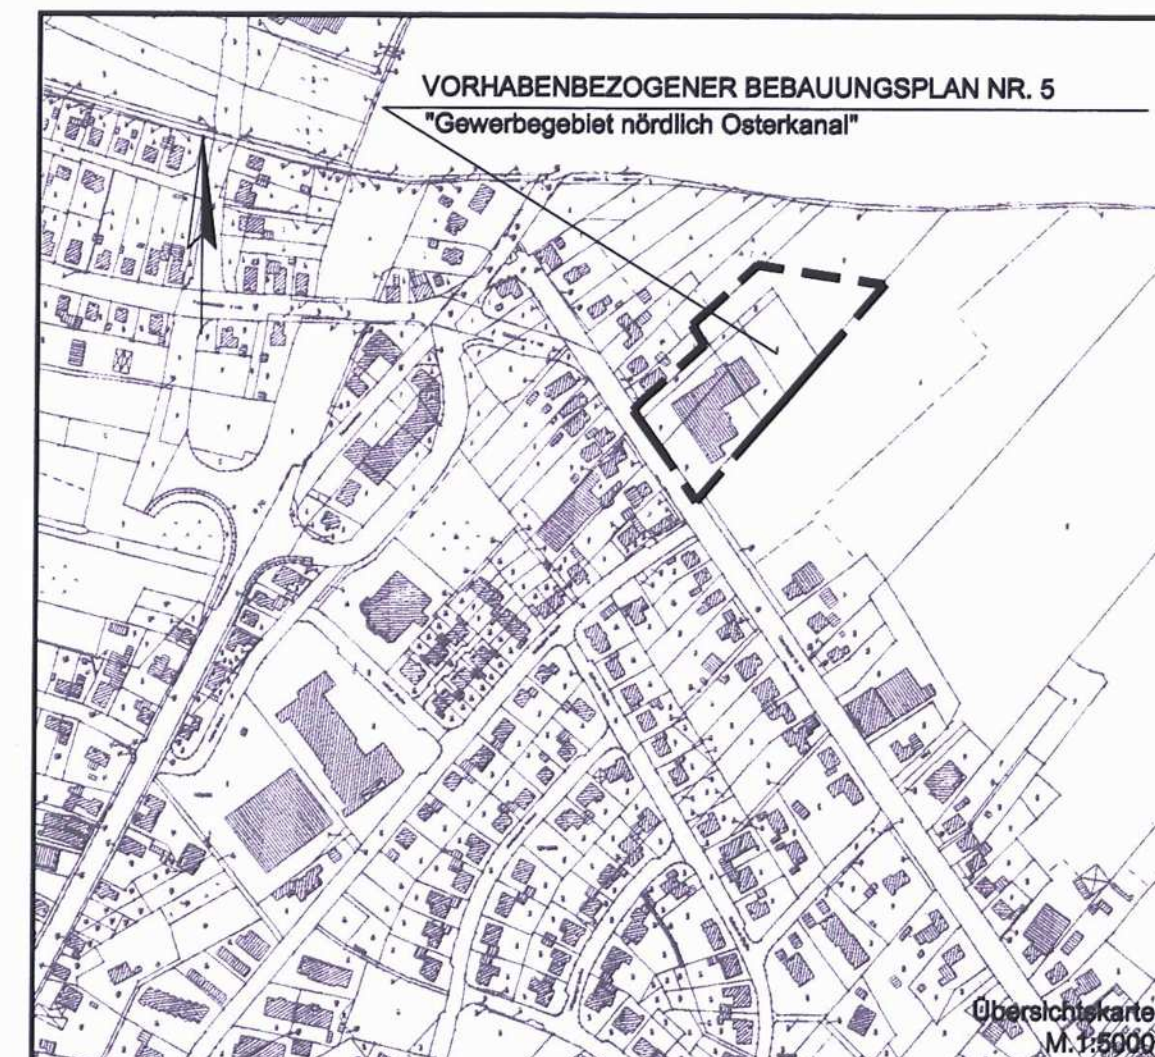 VORHABENBEZOGENER BEBAUUNGSPLAN NR. 5
"Gewerbegebiet nördlich Osterkanal"
Übersichtskarte
M.1:5000